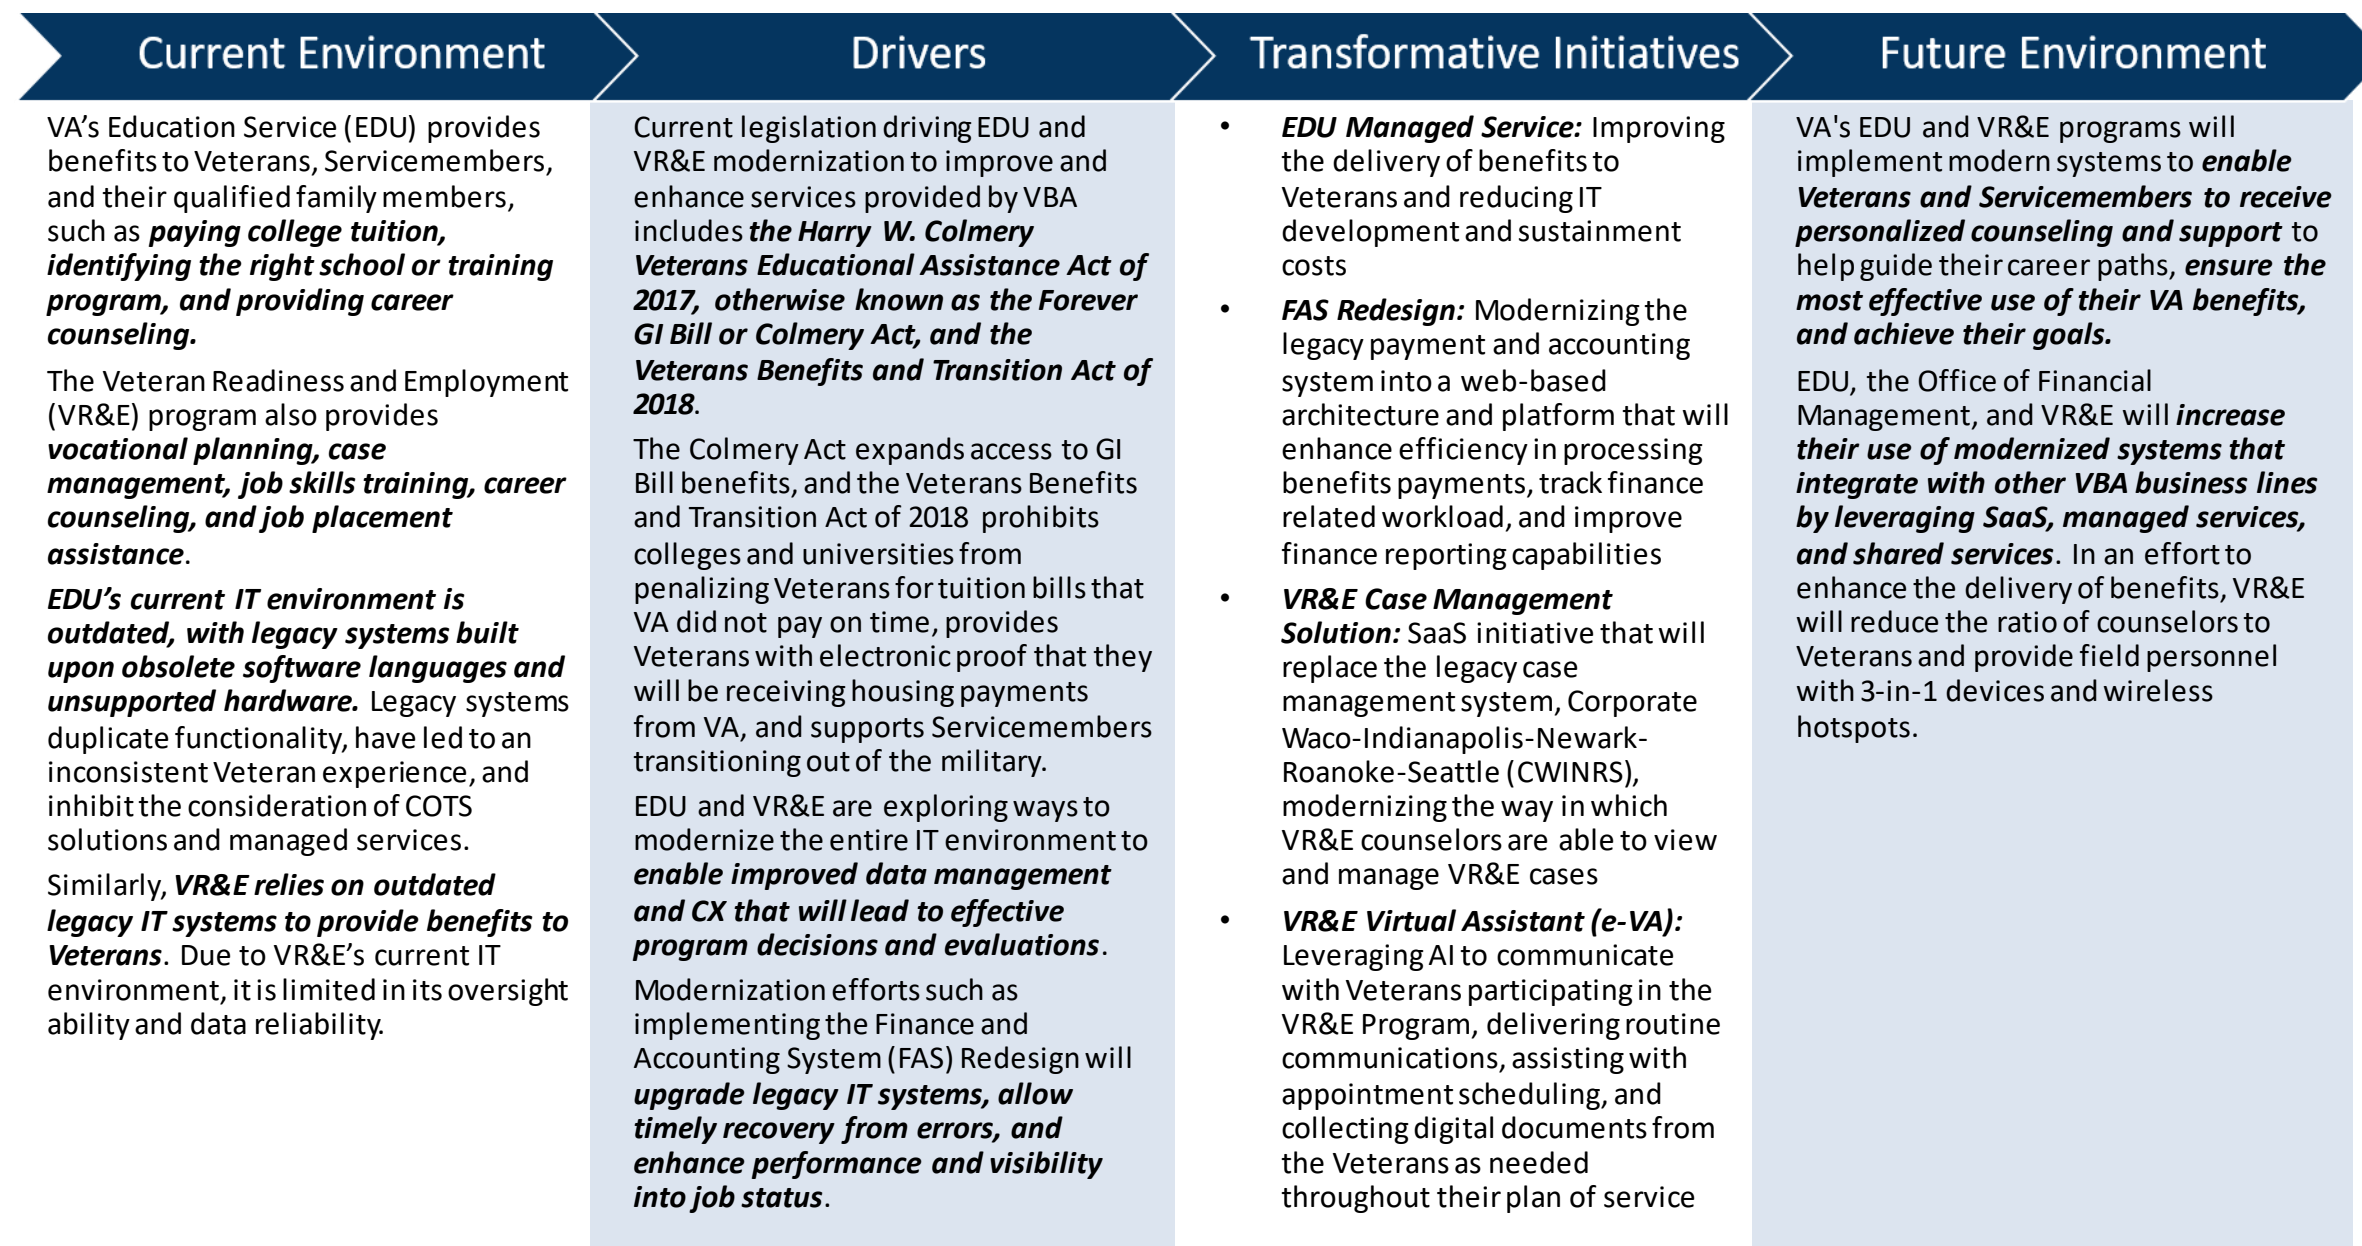 Current Environment
VA’s Education Service (EDU) provides
benefits to Veterans, Servicemembers,
and their qualified family members,
such as paying college tuition,
identifying the right school or training
program, and providing career
counseling.
The Veteran Readiness and Employment
(VR&E) program also provides
vocational planning, case
management, job skills training, career
counseling, and job placement
assistance.
EDU’s current IT environment is
outdated, with legacy systems built
upon obsolete software languages and
unsupported hardware. Legacy systems
duplicate functionality, have led to an
inconsistent Veteran experience, and
inhibit the consideration of COTS
solutions and managed services.
Similarly, VR&E relies on outdated
legacy IT systems to provide benefits to
Veterans. Due to VR&E’s current IT
environment, it is limited in its oversight
ability and data reliability.
Drivers
Current legislation driving EDU and
VR&E modernization to improve and
enhance services provided by VBA
includes the Harry W. Colmery
Veterans Educational Assistance Act of
2017, otherwise known as the Forever
GI Bill or Colmery Act, and the
Veterans Benefits and Transition Act of
2018.
The Colmery Act expands access to GI
Bill benefits, and the Veterans Benefits
and Transition Act of 2018 prohibits
colleges and universities from
penalizing Veterans for tuition bills that
VA did not pay on time, provides
Veterans with electronic proof that they
will be receiving housing payments
from VA, and supports Servicemembers
transitioning out of the military.
EDU and VR&E are exploring ways to
modernize the entire IT environment to
enable improved data management
and CX that will lead to effective
program decisions and evaluations.
Modernization efforts such as
implementing the Finance and
Accounting System (FAS) Redesign will
upgrade legacy IT systems, allow
timely recovery from errors, and
enhance performance and visibility
into job status.
Transformative Initiatives
• EDU Managed Service: Improving
the delivery of benefits to
Veterans and reducing IT
development and sustainment
costs
• FAS Redesign: Modernizing the
legacy payment and accounting
system into a web-based
architecture and platform that will
enhance efficiency in processing
benefits payments, track finance
related workload, and improve
finance reporting capabilities
• VR&E Case Management
Solution: SaaS initiative that will
replace the legacy case
management system, Corporate
Waco-Indianapolis-Newark-
Roanoke-Seattle (CWINRS),
modernizing the way in which
VR&E counselors are able to view
and manage VR&E cases
• VR&E Virtual Assistant (e-VA):
Leveraging AI to communicate
with Veterans participating in the
VR&E Program, delivering routine
communications, assisting with
appointment scheduling, and
collecting digital documents from
the Veterans as needed
throughout their plan of service
Future Environment
VA's EDU and VR&E programs will
implement modern systems to enable
Veterans and Servicemembers to receive
personalized counseling and support to
help guide their career paths, ensure the
most effective use of their VA benefits,
and achieve their goals.
EDU, the Office of Financial
Management, and VR&E will increase
their use of modernized systems that
integrate with other VBA business lines
by leveraging SaaS, managed services,
and shared services. In an effort to
enhance the delivery of benefits, VR&E
will reduce the ratio of counselors to
Veterans and provide field personnel
with 3-in-1 devices and wireless
hotspots.